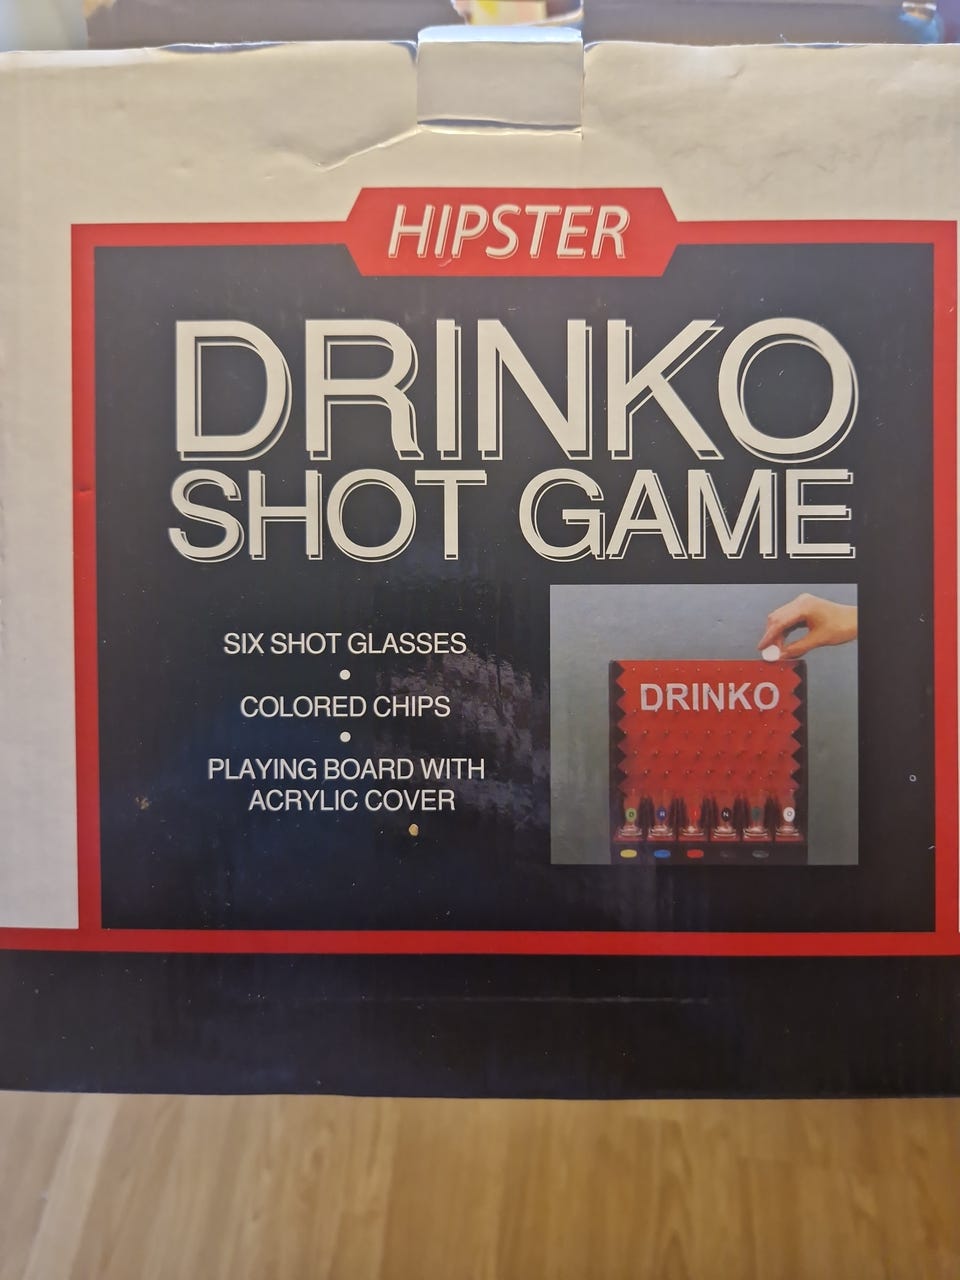 HIPSTER
DRINKO
SHOT GAME
SIX SHOT GLASSES
COLORED CHIPS
PLAYING BOARD WITH
ACRYLIC COVER
DRINKO